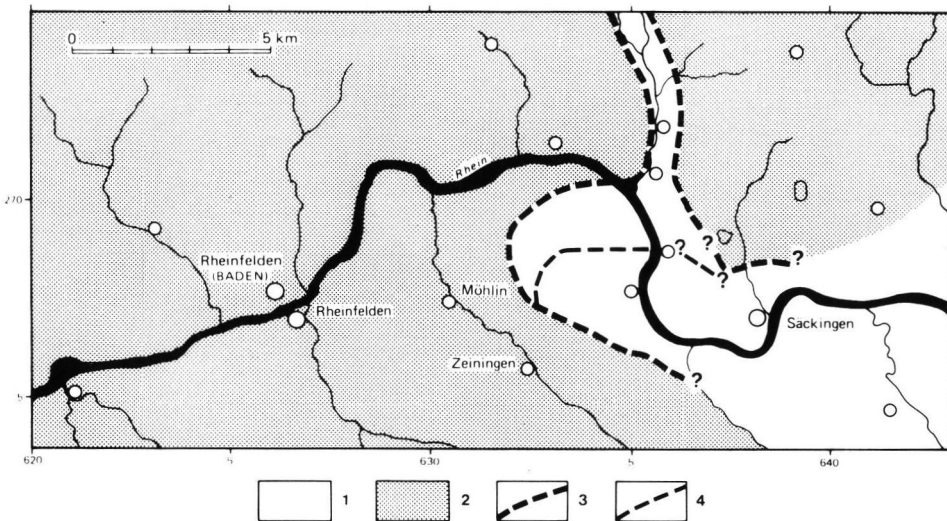 0 5 km
Rhein
270
Rheinfelden
(BADEN)
Rheinfelden
Möhlin
Zeiningen
Säckingen
?
?
?
?
?
5
620 5 630 5 640
1 2 3 4